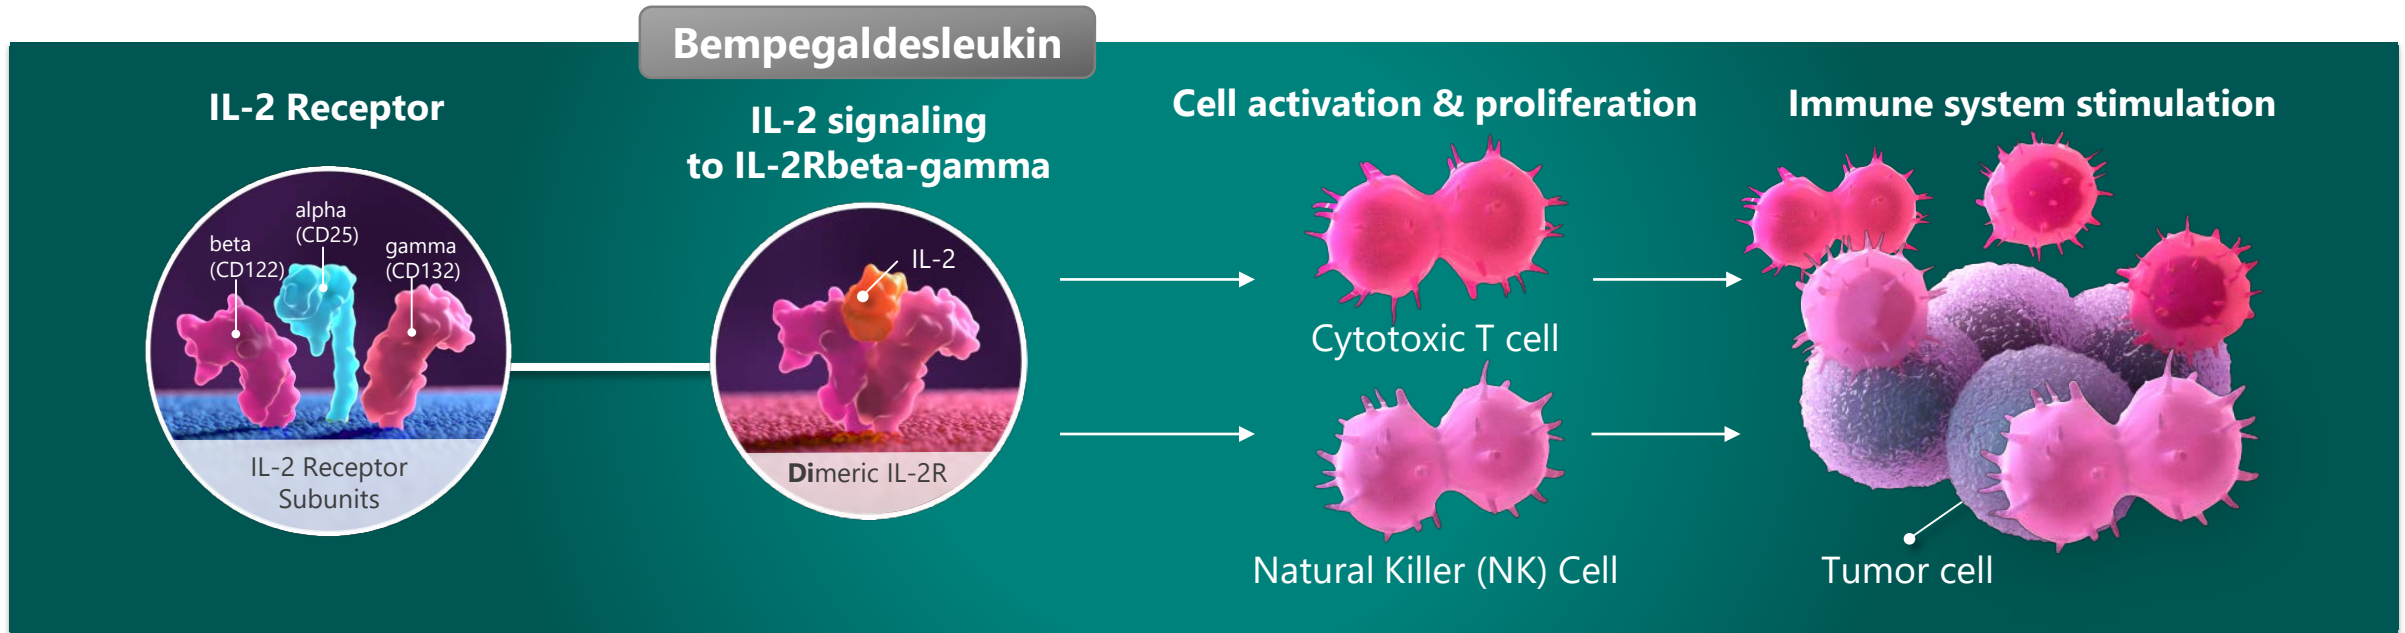 Bempegaldesleukin
IL-2 Receptor
alpha
(CD25)
beta
(CD122)
gamma
(CD132)
IL-2 Receptor
Subunits
IL-2 signaling
to IL-2Rbeta-gamma
IL-2
Dimeric IL-2R
Cell activation & proliferation
Cytotoxic T cell
Natural Killer (NK) Cell
Immune system stimulation
Tumor cell